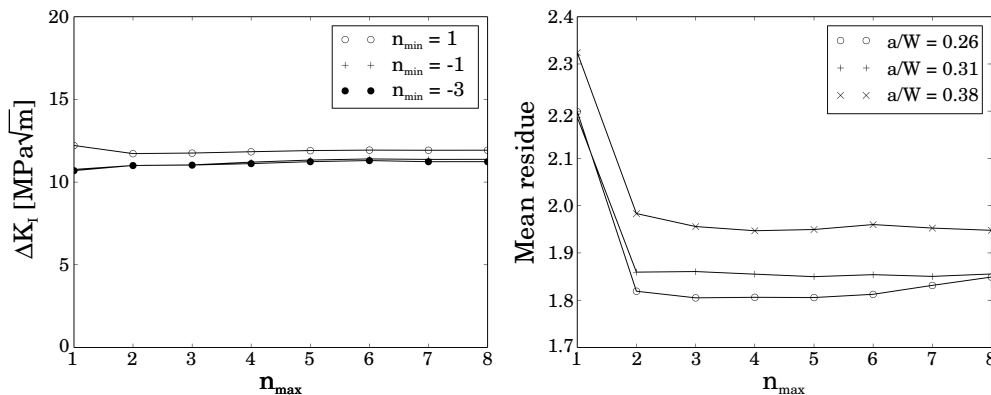 20
15
10
5
0
1 2 3 4 5 6 7 8
ΔK_I [MPa√m]
n_max
n_min = 1
n_min = -1
n_min = -3
2.4
2.3
2.2
2.1
2.0
1.9
1.8
1.7
1 2 3 4 5 6 7 8
Mean residue
n_max
a/W = 0.26
a/W = 0.31
a/W = 0.38